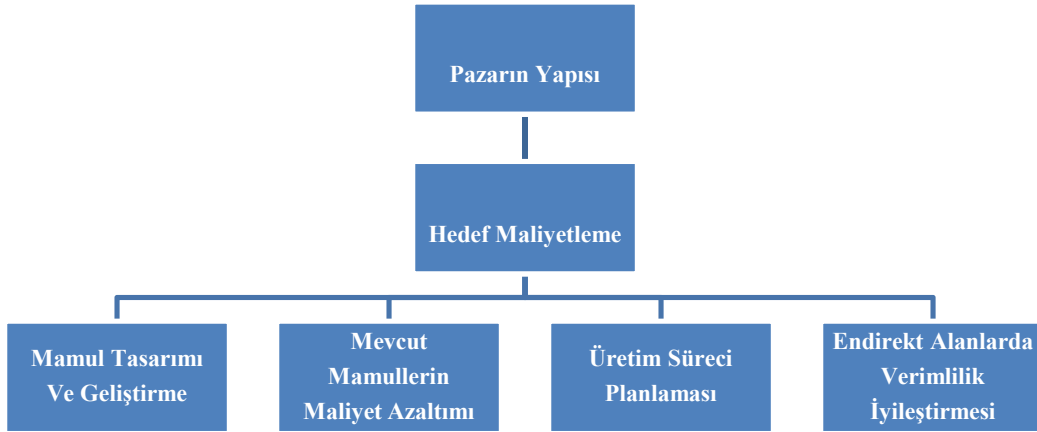 Pazarın Yapısı
Hedef Maliyetleme
Mamul Tasarımı
Ve Geliştirme
Mevcut
Mamullerin
Maliyet Azaltımı
Üretim Süreci
Planlaması
Endirekt Alanlarda
Verimlilik
İyileştirmesi